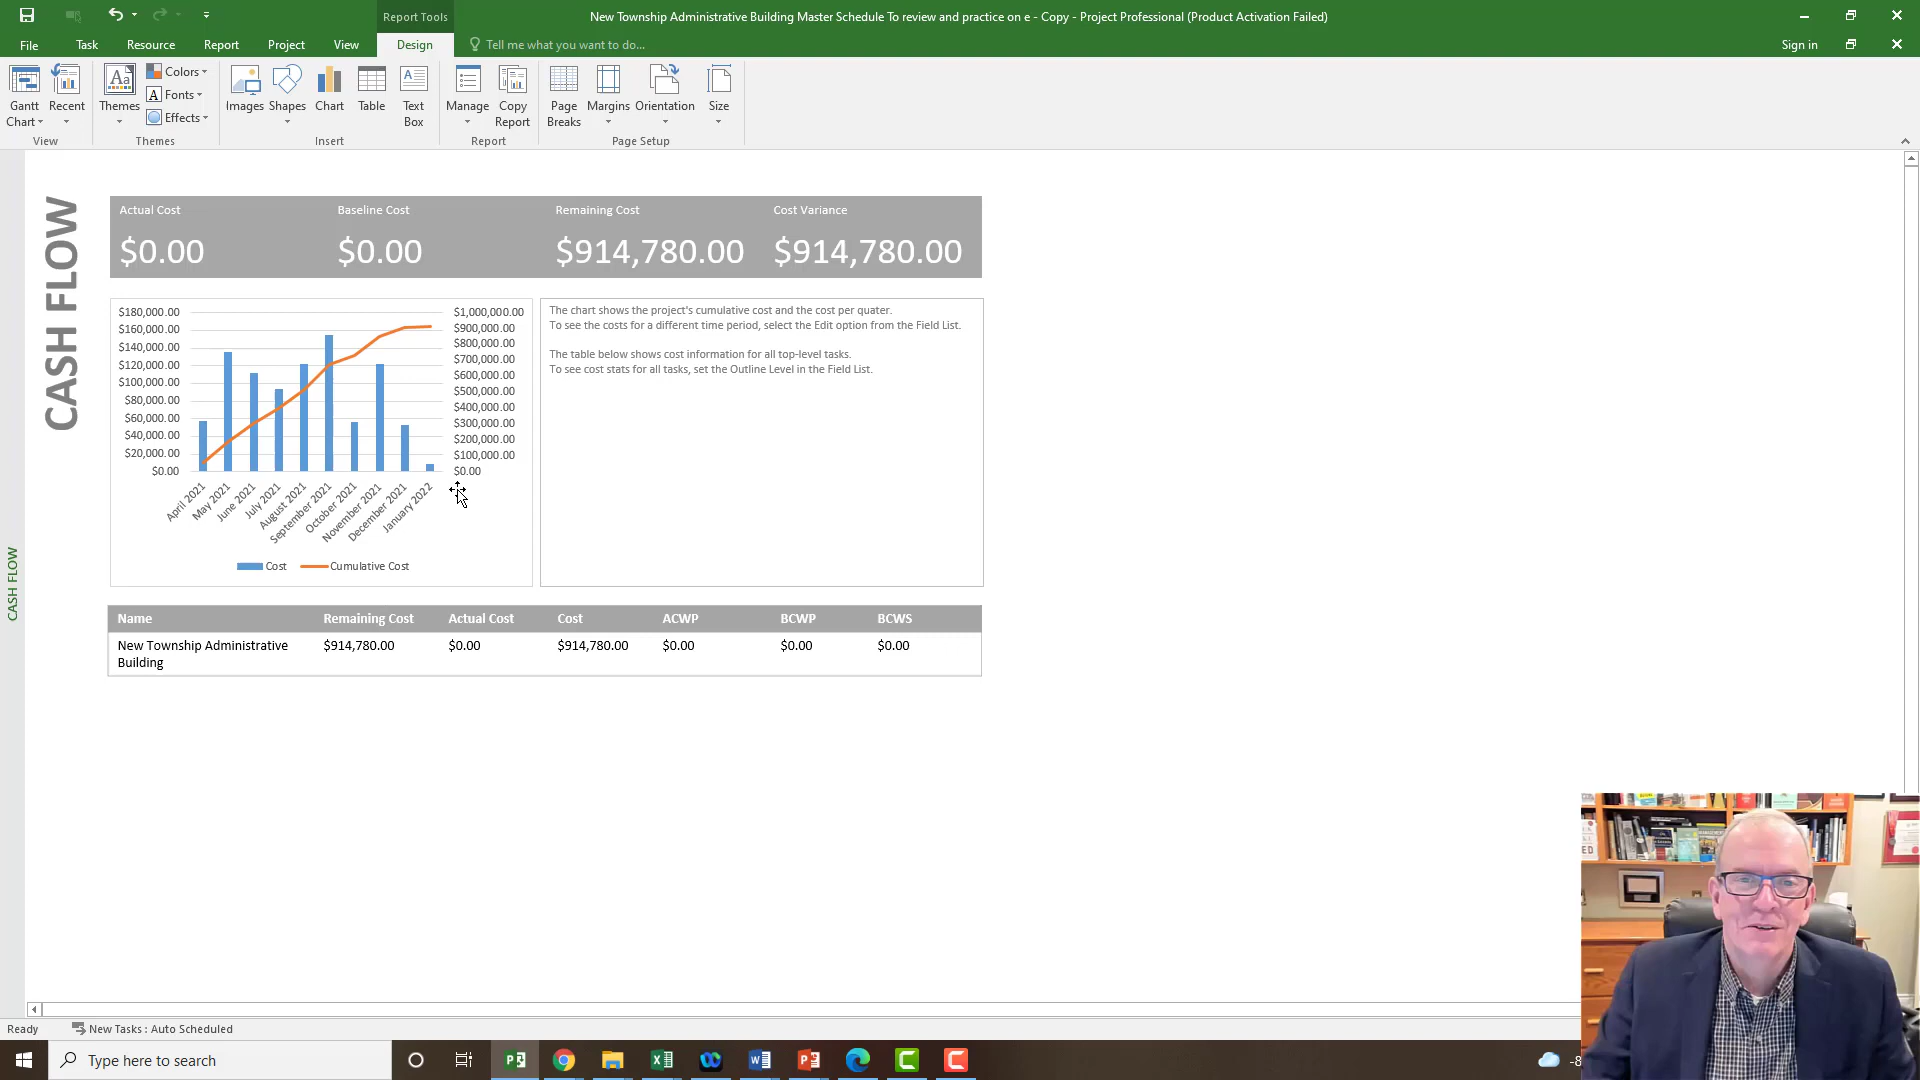 Report Tools
New Township Administrative Building Master Schedule To review and practice on e - Copy - Project Professional (Product Activation Failed)
File Task Resource Report Project View Design Tell me what you want to do...
Sign in
Gantt Chart
Recent
Themes
Colors
Fonts
Effects
Images
Shapes
Chart
Table
Text Box
Manage
Copy Report
Page Breaks
Margins
Orientation
Size
View Themes Insert Report Page Setup
CASH FLOW
CASH FLOW
Actual Cost Baseline Cost Remaining Cost Cost Variance
$0.00 $0.00 $914,780.00 $914,780.00
$180,000.00
$160,000.00
$140,000.00
$120,000.00
$100,000.00
$80,000.00
$60,000.00
$40,000.00
$20,000.00
$0.00
$1,000,000.00
$900,000.00
$800,000.00
$700,000.00
$600,000.00
$500,000.00
$400,000.00
$300,000.00
$200,000.00
$100,000.00
$0.00
April 2021
May 2021
June 2021
July 2021
August 2021
September 2021
October 2021
November 2021
December 2021
January 2022
Cost Cumulative Cost
The chart shows the project's cumulative cost and the cost per quater.
To see the costs for a different time period, select the Edit option from the Field List.
The table below shows cost information for all top-level tasks.
To see cost stats for all tasks, set the Outline Level in the Field List.
Name Remaining Cost Actual Cost Cost ACWP BCWP BCWS
New Township Administrative $914,780.00 $0.00 $914,780.00 $0.00 $0.00 $0.00
Building
Ready New Tasks : Auto Scheduled
Type here to search
-8